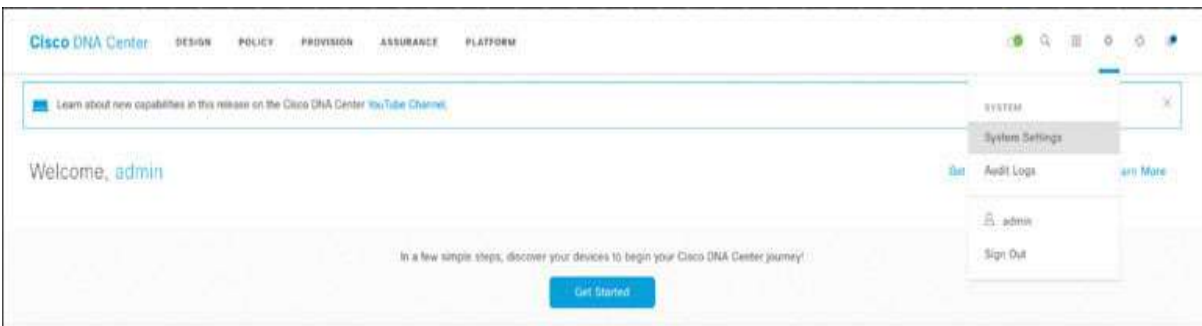 Cisco DNA Center DESIGN POLICY PROVISION ASSURANCE PLATFORM
Learn about new capabilities in this release on the Cisco DNA Center YouTube Channel.
SYSTEM
System Settings
Welcome, admin
Get
Audit Logs
arn More
admin
Sign Out
In a few simple steps, discover your devices to begin your Cisco DNA Center journey!
Get Started